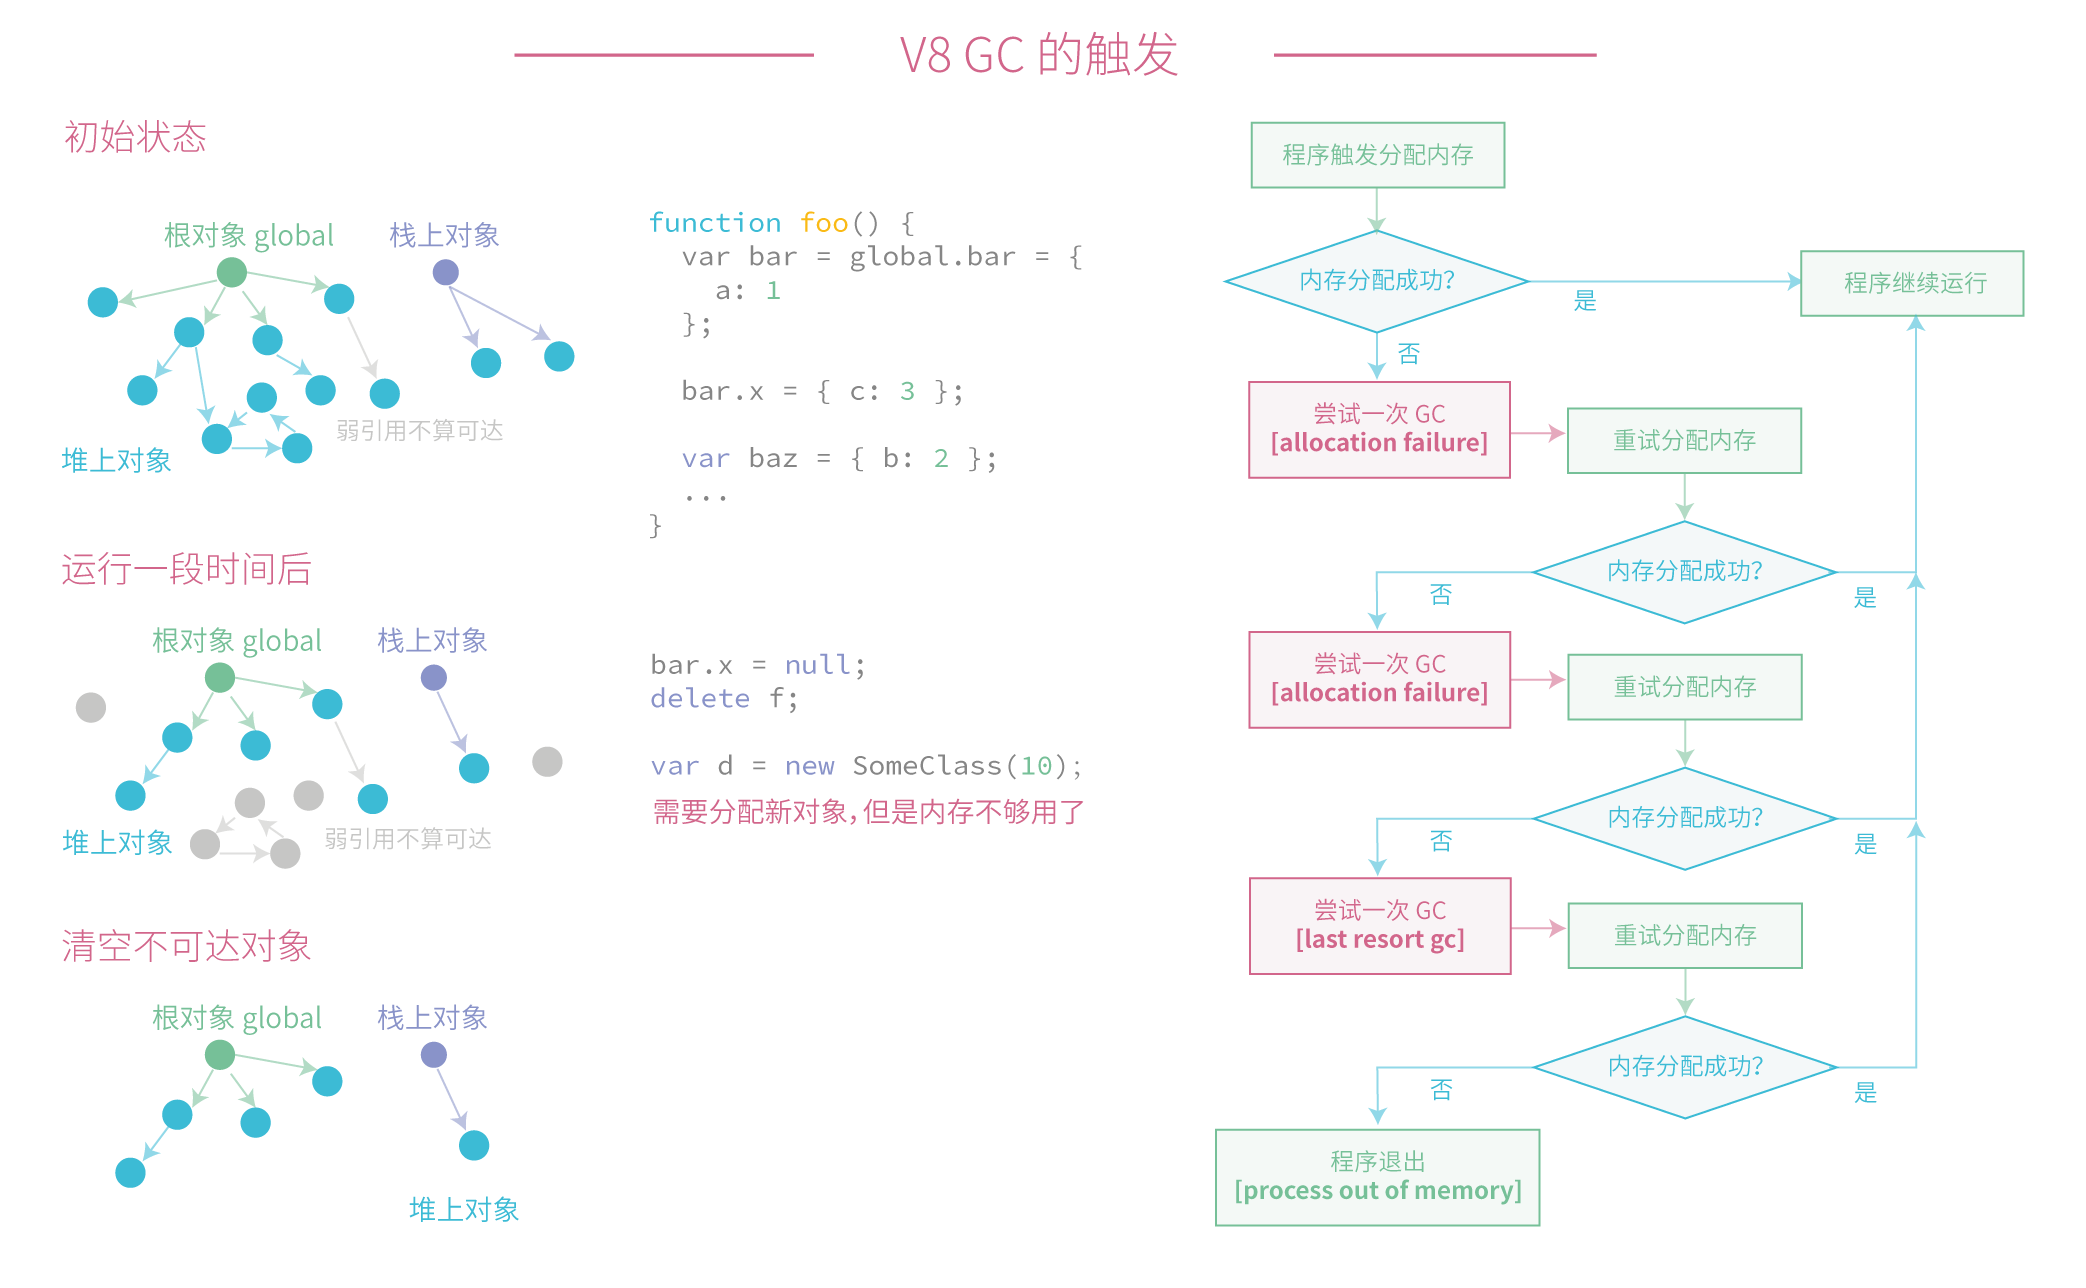 V8 GC 的触发
初始状态
根对象 global
栈上对象
弱引用不算可达
堆上对象
function foo() {
  var bar = global.bar = {
    a: 1
  };
  bar.x = { c: 3 };
  var baz = { b: 2 };
  ...
}
运行一段时间后
根对象 global
栈上对象
堆上对象
弱引用不算可达
bar.x = null;
delete f;
var d = new SomeClass(10);
需要分配新对象，但是内存不够用了
清空不可达对象
根对象 global
栈上对象
堆上对象
程序触发分配内存
内存分配成功?
是
程序继续运行
否
尝试一次 GC
[allocation failure]
重试分配内存
内存分配成功?
否
是
尝试一次 GC
[allocation failure]
重试分配内存
内存分配成功?
否
是
尝试一次 GC
[last resort gc]
重试分配内存
内存分配成功?
否
是
程序退出
[process out of memory]